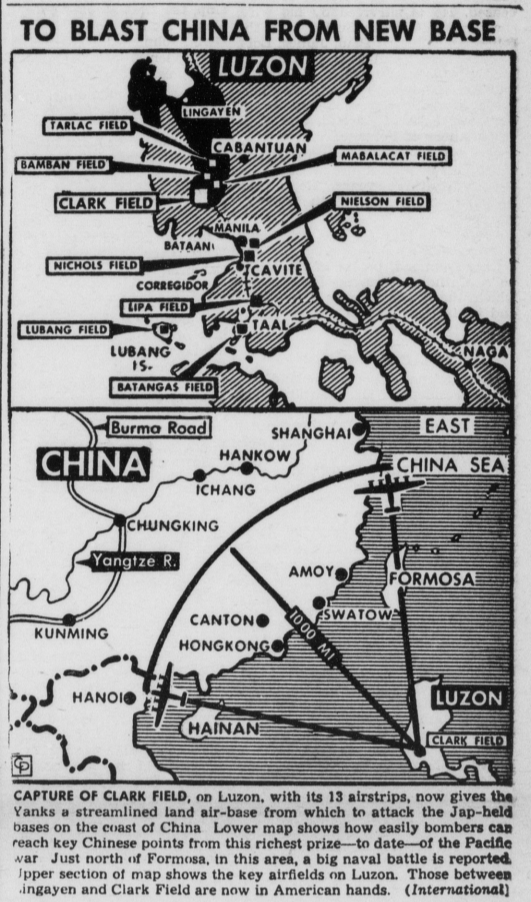 TO BLAST CHINA FROM NEW BASE
LUZON
LINGAYEN
TARLAC FIELD
CABANTUAN
BAMBAN FIELD
MABALACAT FIELD
CLARK FIELD
NIELSON FIELD
MANILA
BATAAN
NICHOLS FIELD
CAVITE
CORREGIDOR
LIPA FIELD
LUBANG FIELD
TAAL
LUBANG
IS.
NAGA
BATANGAS FIELD
Burma Road
SHANGHAI
EAST
CHINA
HANKOW
CHINA SEA
ICHANG
CHUNGKING
Yangtze R.
AMOY
FORMOSA
SWATOW
CANTON
1000 MI.
KUNMING
HONGKONG
HANOI
LUZON
HAINAN
CLARK FIELD
CP
CAPTURE OF CLARK FIELD, on Luzon, with its 13 airstrips, now gives the
Yanks a streamlined land air-base from which to attack the Jap-held
bases on the coast of China Lower map shows how easily bombers can
reach key Chinese points from this richest prize—to date—of the Pacific
war Just north of Formosa, in this area, a big naval battle is reported.
Upper section of map shows the key airfields on Luzon. Those between
Lingayen and Clark Field are now in American hands. (International)